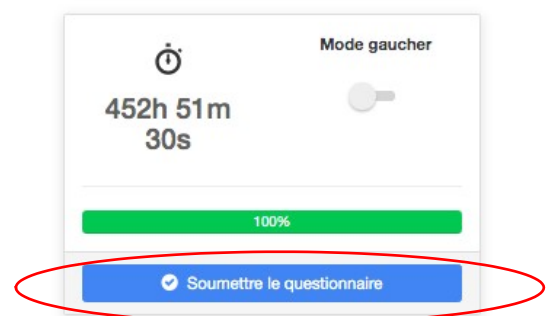 Mode gaucher
452h 51m
30s
100%
Soumettre le questionnaire